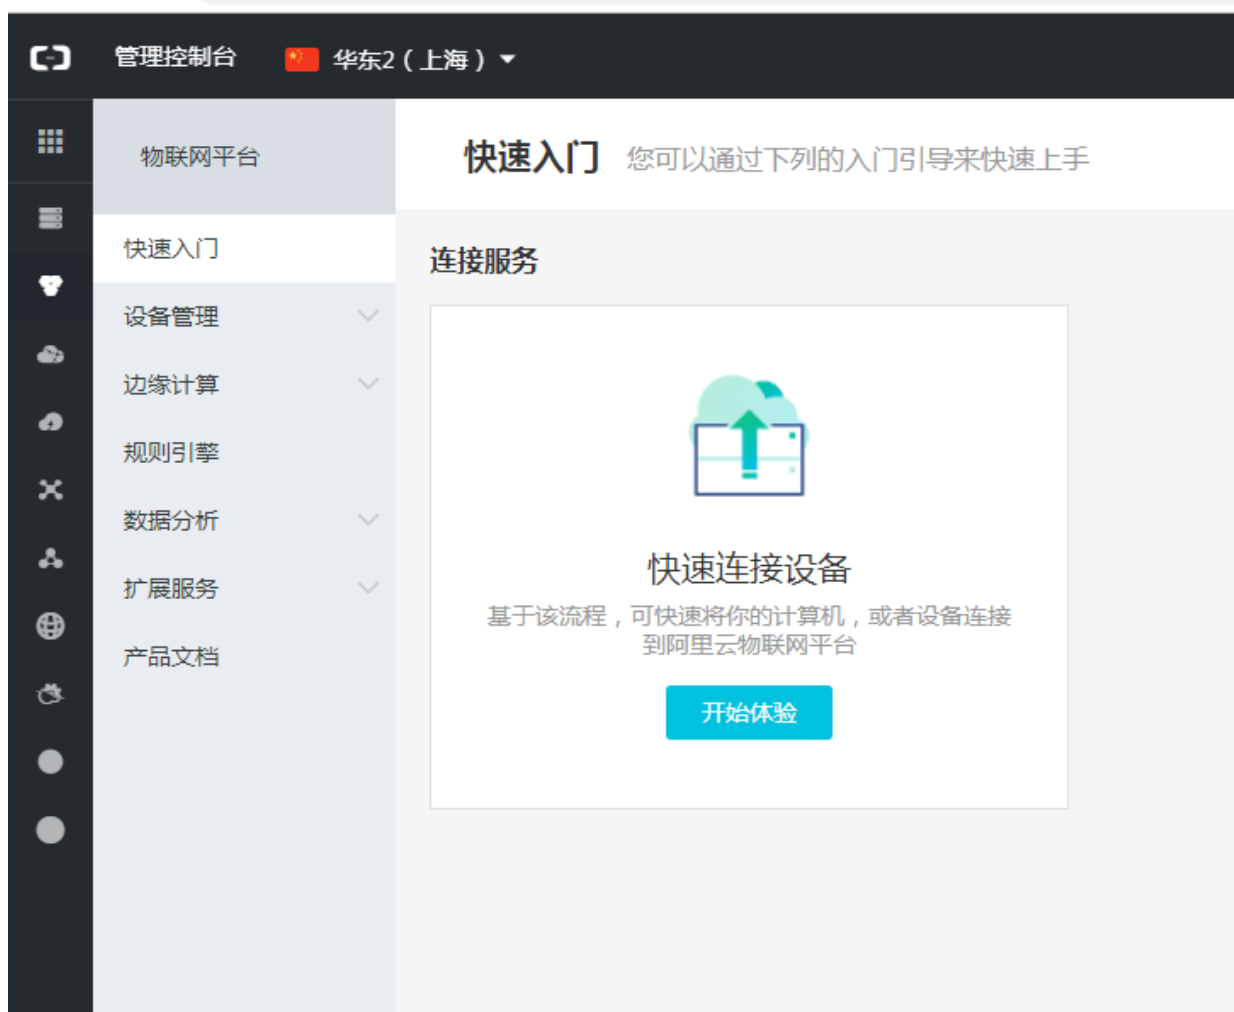 管理控制台
华东2（上海）
物联网平台
快速入门 您可以通过下列的入门引导来快速上手
快速入门
设备管理
边缘计算
规则引擎
数据分析
扩展服务
产品文档
连接服务
快速连接设备
基于该流程，可快速将你的计算机，或者设备连接
到阿里云物联网平台
开始体验